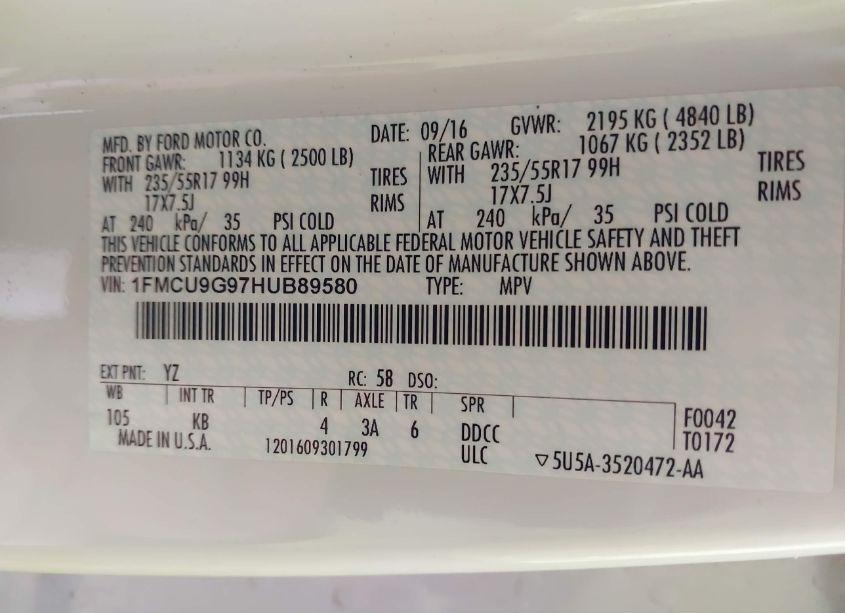 MFD. BY FORD MOTOR CO. DATE: 09/16 GVWR: 2195 KG ( 4840 LB)
FRONT GAWR: 1134 KG ( 2500 LB) REAR GAWR: 1067 KG ( 2352 LB)
WITH 235/55R17 99H TIRES WITH 235/55R17 99H TIRES
17X7.5J RIMS 17X7.5J RIMS
AT 240 kPa/ 35 PSI COLD AT 240 kPa/ 35 PSI COLD
THIS VEHICLE CONFORMS TO ALL APPLICABLE FEDERAL MOTOR VEHICLE SAFETY AND THEFT
PREVENTION STANDARDS IN EFFECT ON THE DATE OF MANUFACTURE SHOWN ABOVE.
VIN: 1FMCU9G97HUB89580 TYPE: MPV
EXT PNT: YZ RC: 58 DSO:
WB INT TR TP/PS R AXLE TR SPR F0042
105 KB 4 3A 6 DDCC T0172
MADE IN U.S.A. 1201609301799 ULC ▽5U5A-3520472-AA